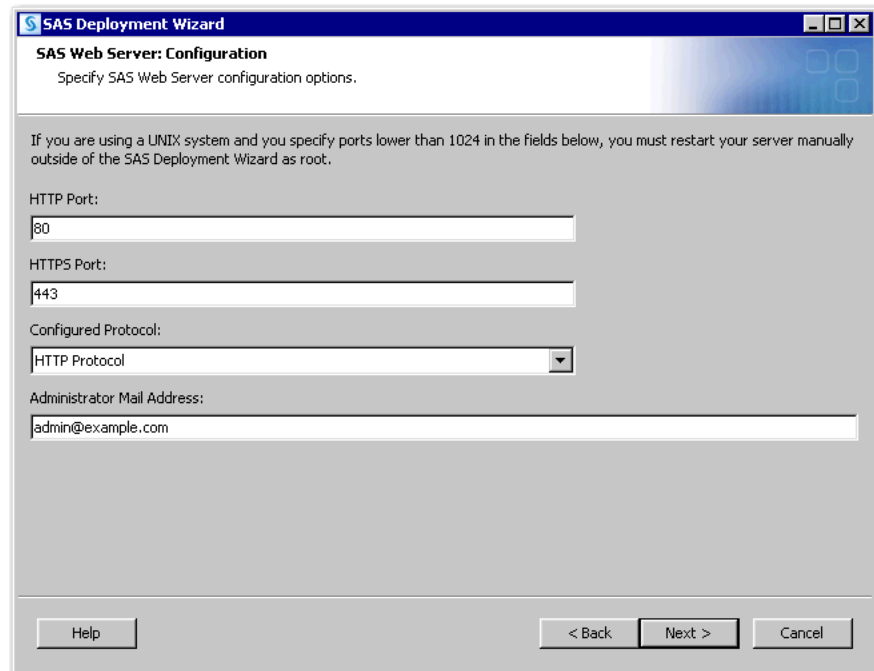 SAS Deployment Wizard
SAS Web Server: Configuration
Specify SAS Web Server configuration options.
If you are using a UNIX system and you specify ports lower than 1024 in the fields below, you must restart your server manually
outside of the SAS Deployment Wizard as root.
HTTP Port:
80
HTTPS Port:
443
Configured Protocol:
HTTP Protocol
Administrator Mail Address:
admin@example.com
Help
< Back
Next >
Cancel